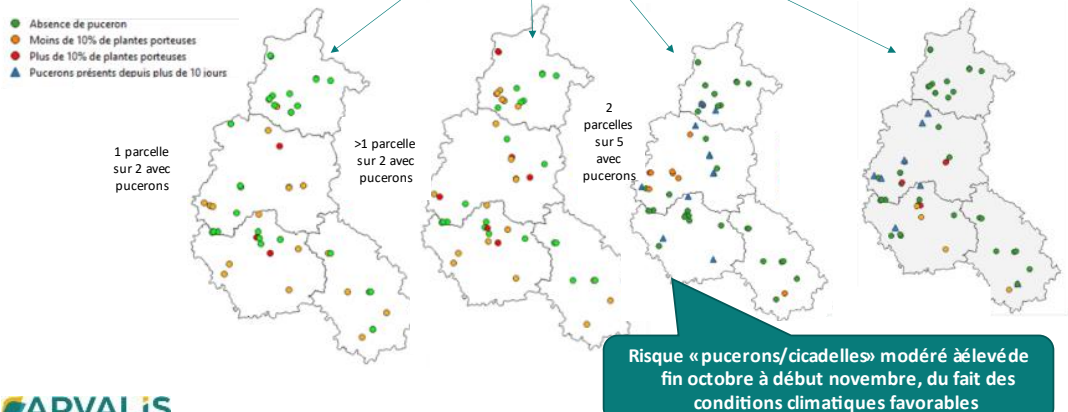 Absence de puceron
Moins de 10% de plantes porteuses
Plus de 10% de plantes porteuses
Pucerons présents depuis plus de 10 jours
1 parcelle
sur 2 avec
pucerons
>1 parcelle
sur 2 avec
pucerons
2
parcelles
sur 5
avec
pucerons
Risque « pucerons/cicadelles» modéré àélevéde
fin octobre à début novembre, du fait des
conditions climatiques favorables
ARVALIS